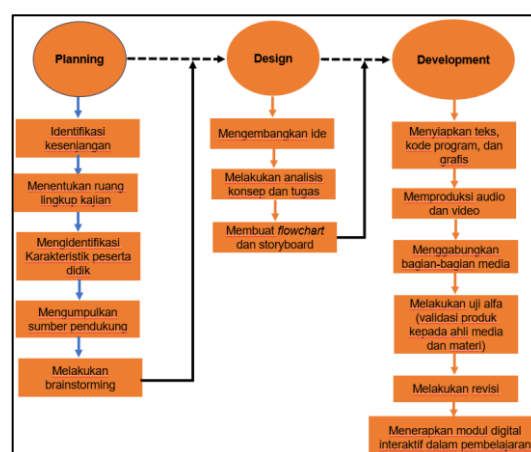 Planning
Identifikasi
kesenjangan
Menentukan ruang
lingkup kajian
Mengidentifikasi
Karakteristik peserta
didik
Mengumpulkan
sumber pendukung
Melakukan
brainstorming
Design
Mengembangkan ide
Melakukan analisis
konsep dan tugas
Membuat flowchart
dan storyboard
Development
Menyiapkan teks,
kode program, dan
grafis
Memproduksi audio
dan video
Menggabungkan
bagian-bagian media
Melakukan uji alfa
(validasi produk
kepada ahli media
dan materi)
Melakukan revisi
Menerapkan modul digital
interaktif dalam pembelajaran